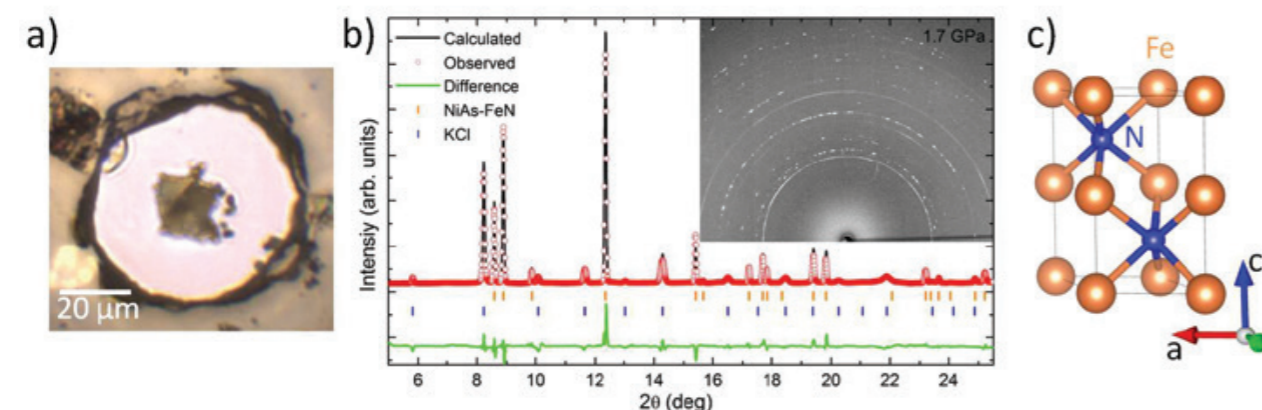 a)
20 μm
b)
Calculated
Observed
Difference
NiAs-FeN
KCl
1.7 GPa
Intensiy (arb. units)
6 8 10 12 14 16 18 20 22 24
2θ (deg)
c)
Fe
N
c
a